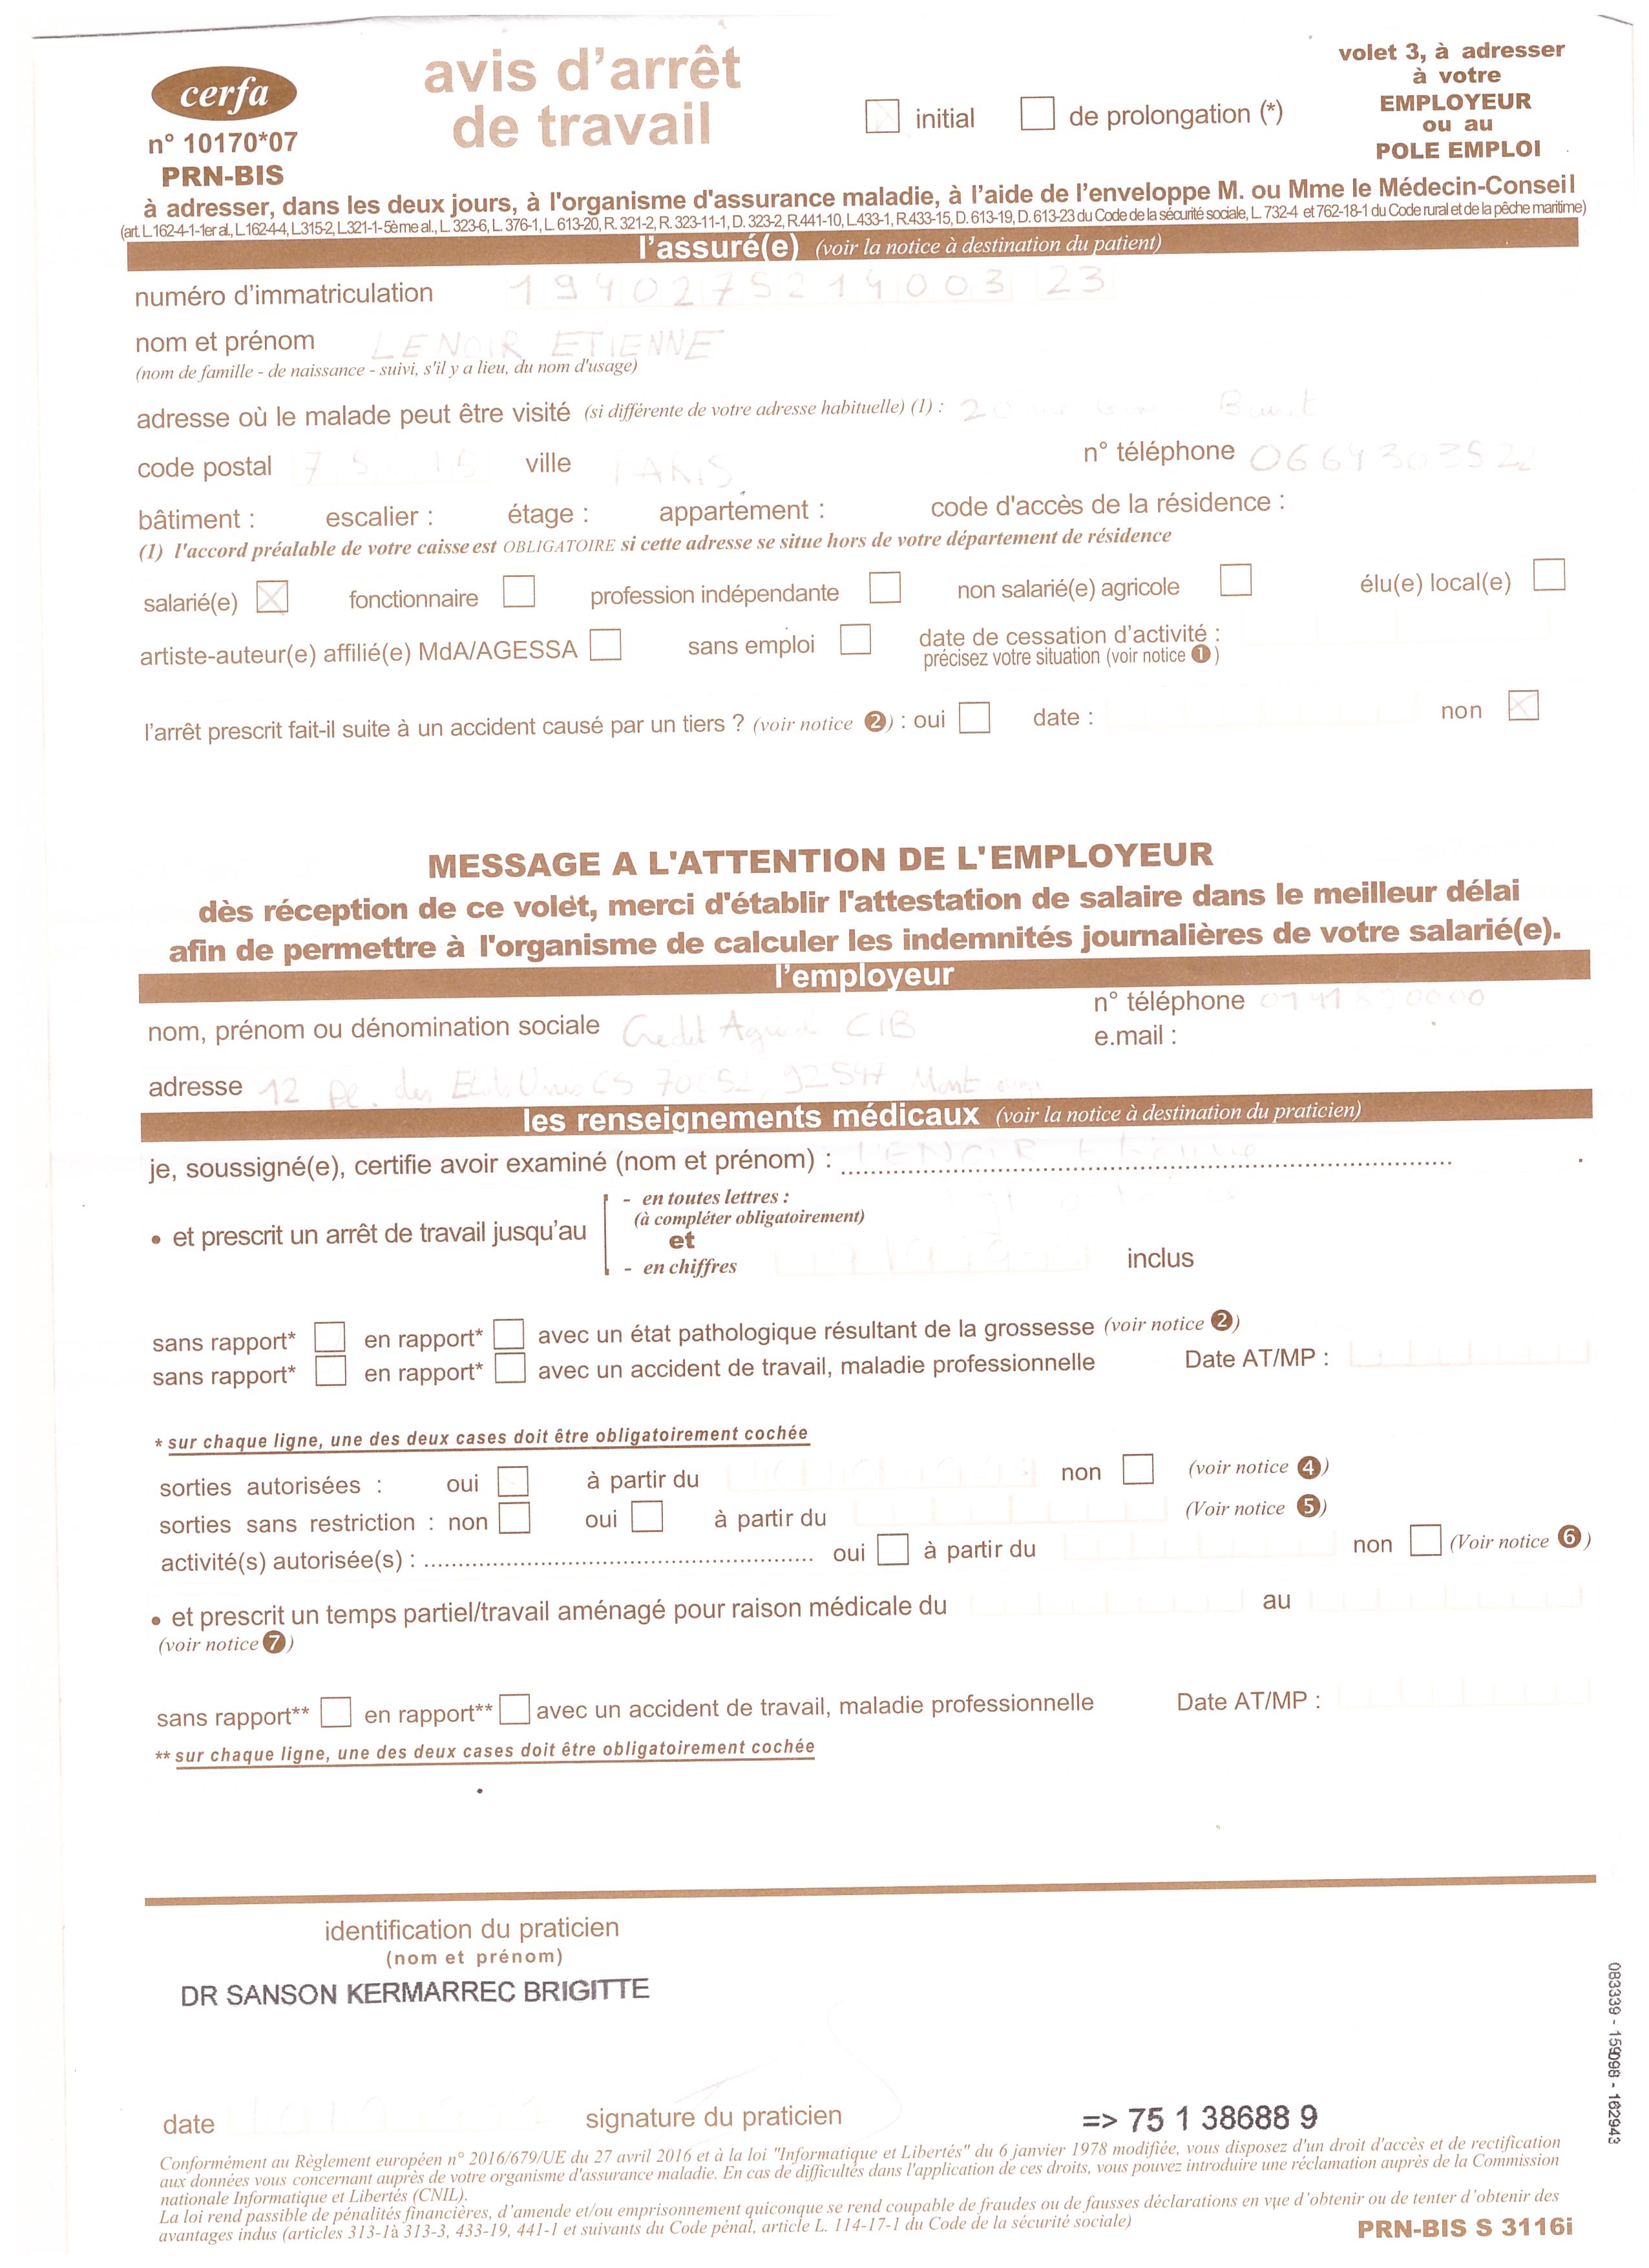 cerfa
n° 10170*07
PRN-BIS
avis d'arrêt
de travail
initial
de prolongation (*)
volet 3, à adresser
à votre
EMPLOYEUR
ou au
POLE EMPLOI
à adresser, dans les deux jours, à l'organisme d'assurance maladie, à l'aide de l'enveloppe M. ou Mme le Médecin-Conseil
(art. L.162-4-1-1er al., L.162-4-4, L.315-2, L.321-1-5ème al., L. 323-6, L. 376-1, L. 613-20, R. 321-2, R. 323-11-1, D. 323-2, R.441-10, L.433-1, R.433-15, D. 613-19, D. 613-23 du Code de la sécurité sociale, L. 732-4 et 762-18-1 du Code rural et de la pêche maritime)
l'assuré(e) (voir la notice à destination du patient)
numéro d'immatriculation 1940275214003 23
nom et prénom LENOIR ETIENNE
(nom de famille - de naissance - suivi, s'il y a lieu, du nom d'usage)
adresse où le malade peut être visité (si différente de votre adresse habituelle) (1) : 20
code postal 75 15 ville PARIS n° téléphone 0664303522
bâtiment : escalier : étage : appartement : code d'accès de la résidence :
(1) l'accord préalable de votre caisse est OBLIGATOIRE si cette adresse se situe hors de votre département de résidence
salarié(e) fonctionnaire profession indépendante non salarié(e) agricole élu(e) local(e)
artiste-auteur(e) affilié(e) MdA/AGESSA sans emploi date de cessation d'activité :
précisez votre situation (voir notice 1)
l'arrêt prescrit fait-il suite à un accident causé par un tiers ? (voir notice 2) : oui date : non
MESSAGE A L'ATTENTION DE L'EMPLOYEUR
dès réception de ce volet, merci d'établir l'attestation de salaire dans le meilleur délai
afin de permettre à l'organisme de calculer les indemnités journalières de votre salarié(e).
l'employeur
nom, prénom ou dénomination sociale Credit Agricole CIB n° téléphone 0141890000
e.mail :
adresse 12 Pl. des Etats Unis CS 70052, 92547 Montrouge
les renseignements médicaux (voir la notice à destination du praticien)
je, soussigné(e), certifie avoir examiné (nom et prénom) : LENOIR Etienne
- en toutes lettres :
(à compléter obligatoirement)
• et prescrit un arrêt de travail jusqu'au et
- en chiffres inclus
sans rapport* en rapport* avec un état pathologique résultant de la grossesse (voir notice 2)
sans rapport* en rapport* avec un accident de travail, maladie professionnelle Date AT/MP :
* sur chaque ligne, une des deux cases doit être obligatoirement cochée
sorties autorisées : oui à partir du non (voir notice 4)
sorties sans restriction : non oui à partir du (Voir notice 5)
activité(s) autorisée(s) : oui à partir du non (Voir notice 6)
• et prescrit un temps partiel/travail aménagé pour raison médicale du au
(voir notice 7)
sans rapport** en rapport** avec un accident de travail, maladie professionnelle Date AT/MP :
** sur chaque ligne, une des deux cases doit être obligatoirement cochée
identification du praticien
(nom et prénom)
DR SANSON KERMARREC BRIGITTE
083339 - 159098 - 162943
date signature du praticien => 75 1 38688 9
Conformément au Règlement européen n° 2016/679/UE du 27 avril 2016 et à la loi "Informatique et Libertés" du 6 janvier 1978 modifiée, vous disposez d'un droit d'accès et de rectification
aux données vous concernant auprès de votre organisme d'assurance maladie. En cas de difficultés dans l'application de ces droits, vous pouvez introduire une réclamation auprès de la Commission
nationale Informatique et Libertés (CNIL).
La loi rend passible de pénalités financières, d'amende et/ou emprisonnement quiconque se rend coupable de fraudes ou de fausses déclarations en vue d'obtenir ou de tenter d'obtenir des
avantages indus (articles 313-1à 313-3, 433-19, 441-1 et suivants du Code pénal, article L. 114-17-1 du Code de la sécurité sociale)
PRN-BIS S 3116i